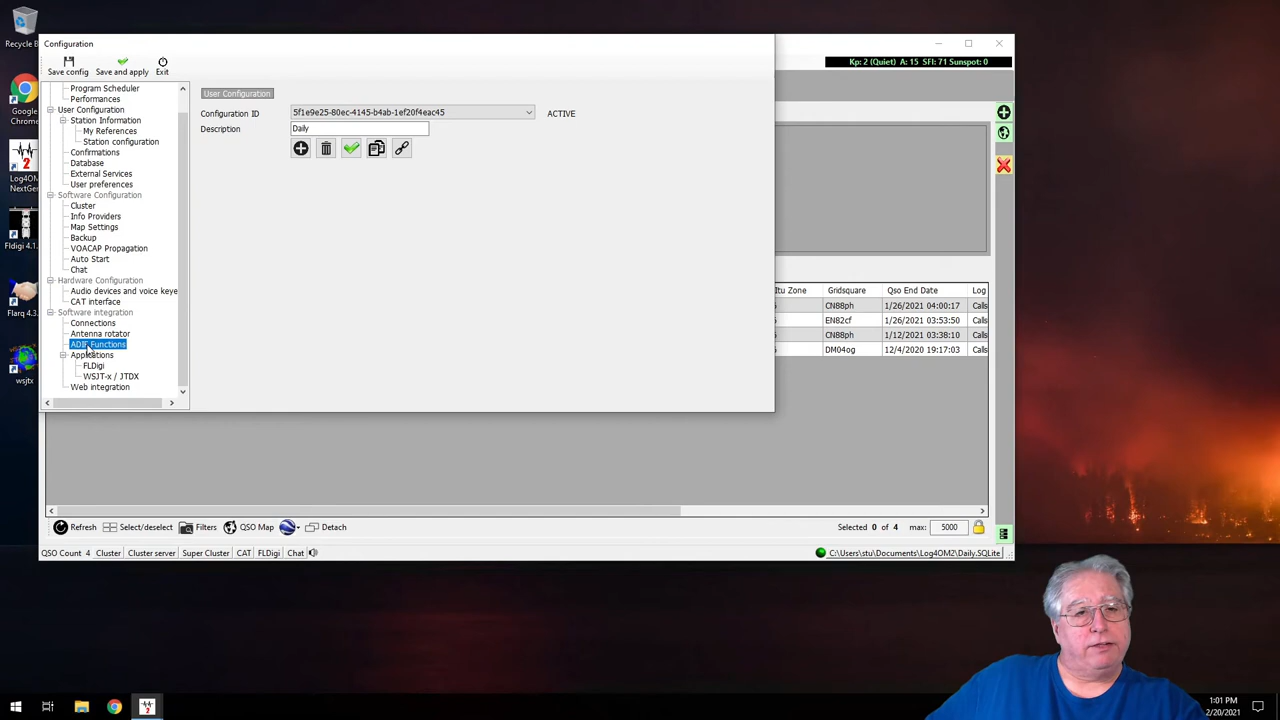 Recycle B
Google
Chrome
Log4OM
NextGen
Fldigi 4.1.
Flarq 4.3.
wsjtx
Configuration
Save config
Save and apply
Exit
Kp: 2 (Quiet) A: 15 SFI: 71 Sunspot: 0
Program Scheduler
Performances
User Configuration
Station Information
My References
Station configuration
Confirmations
Database
External Services
User preferences
Software Configuration
Cluster
Info Providers
Map Settings
Backup
VOACAP Propagation
Auto Start
Chat
Hardware Configuration
Audio devices and voice keye
CAT interface
Software integration
Connections
Antenna rotator
ADIF Functions
Applications
FLDigi
WSJT-x / JTDX
Web integration
User Configuration
Configuration ID 5f1e9e25-80ec-4145-b4ab-1ef20f4eac45 ACTIVE
Description Daily
Itu Zone Gridsquare Qso End Date Log
CN88ph 1/26/2021 04:00:17 Calls
EN82cf 1/26/2021 03:53:50 Calls
CN88ph 1/12/2021 03:38:10 Calls
DM04og 12/4/2020 19:17:03 Calls
Refresh Select/deselect Filters QSO Map Detach Selected 0 of 4 max: 5000
QSO Count 4 Cluster Cluster server Super Cluster CAT FLDigi Chat C:\Users\stu\Documents\Log4OM2\Daily.SQLite
1:01 PM
2/20/2021